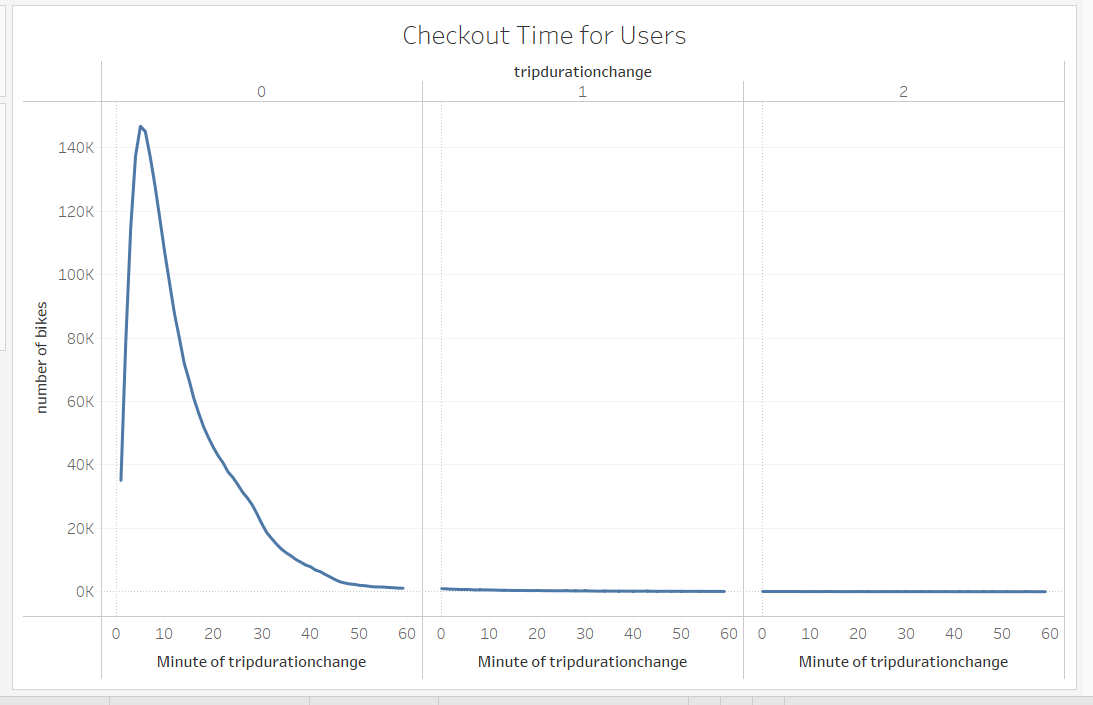 Checkout Time for Users
tripdurationchange
0 1 2
number of bikes
140K
120K
100K
80K
60K
40K
20K
0K
0 10 20 30 40 50 60 0 10 20 30 40 50 60 0 10 20 30 40 50 60
Minute of tripdurationchange Minute of tripdurationchange Minute of tripdurationchange